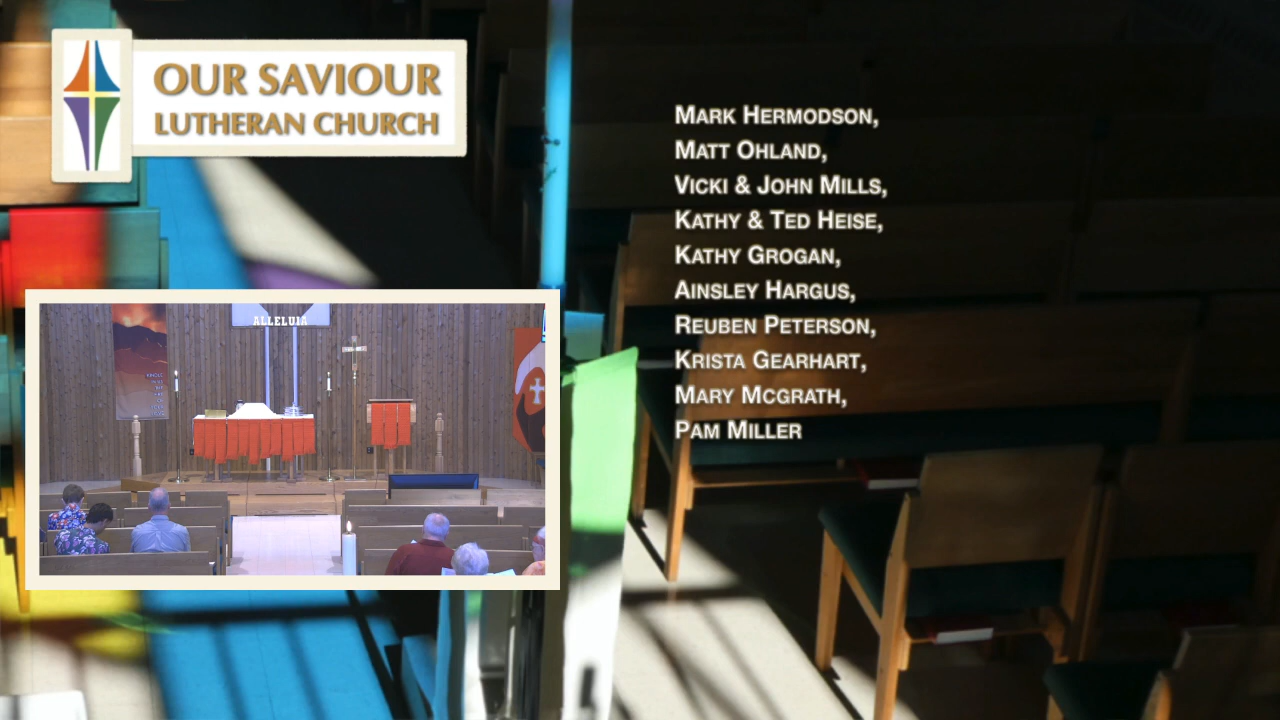 OUR SAVIOUR
LUTHERAN CHURCH
MARK HERMODSON,
MATT OHLAND,
VICKI & JOHN MILLS,
KATHY & TED HEISE,
KATHY GROGAN,
AINSLEY HARGUS,
REUBEN PETERSON,
KRISTA GEARHART,
MARY MCGRATH,
PAM MILLER
ALLELUIA